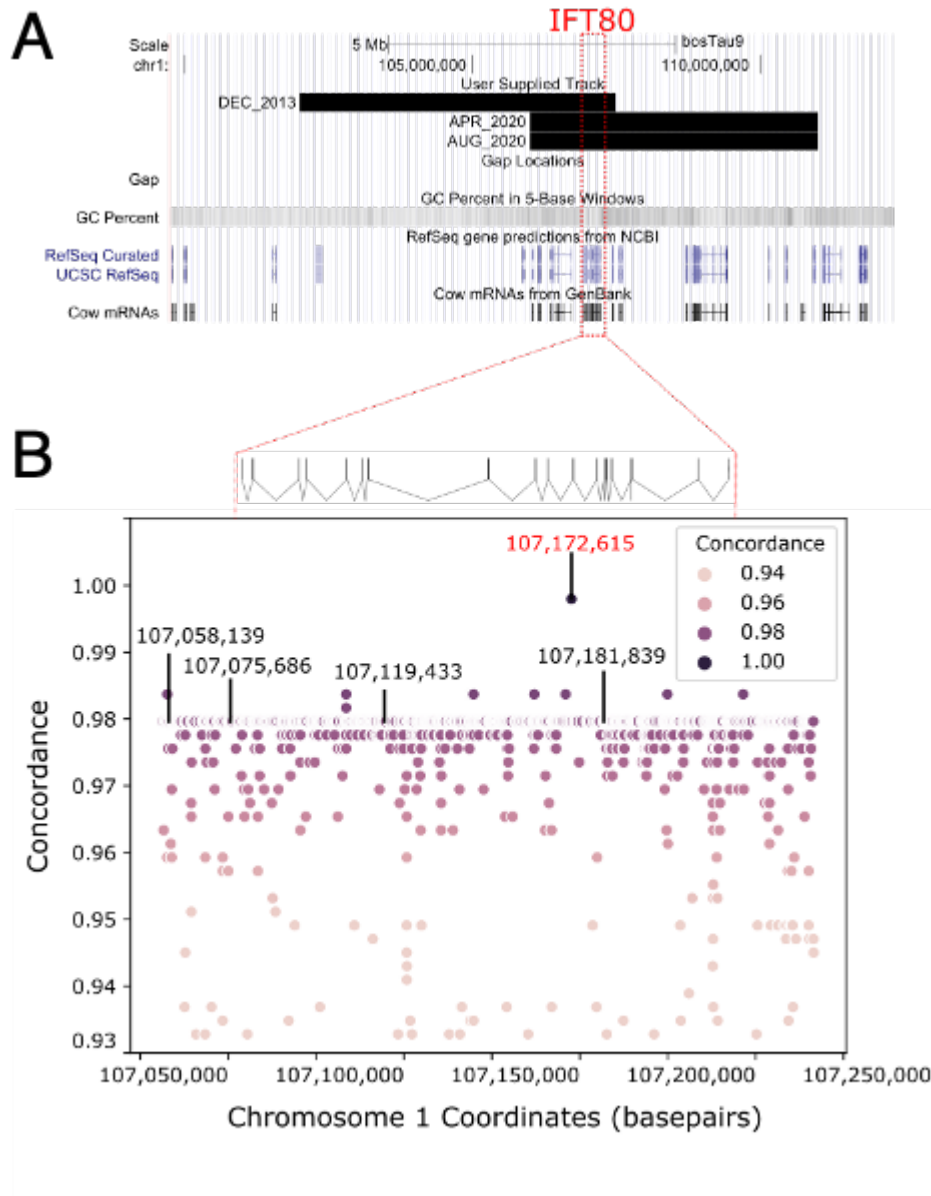 A
IFT80
Scale 5 Mb bosTau9
chr1: 105,000,000 110,000,000
User Supplied Track
DEC_2013
APR_2020
AUG_2020
Gap Locations
Gap
GC Percent in 5-Base Windows
GC Percent
RefSeq gene predictions from NCBI
RefSeq Curated
UCSC RefSeq
Cow mRNAs from GenBank
Cow mRNAs
B
107,172,615
Concordance
0.94
0.96
0.98
1.00
107,058,139
107,075,686
107,119,433
107,181,839
1.00
0.99
0.98
0.97
0.96
0.95
0.94
0.93
Concordance
107,050,000 107,100,000 107,150,000 107,200,000 107,250,000
Chromosome 1 Coordinates (basepairs)